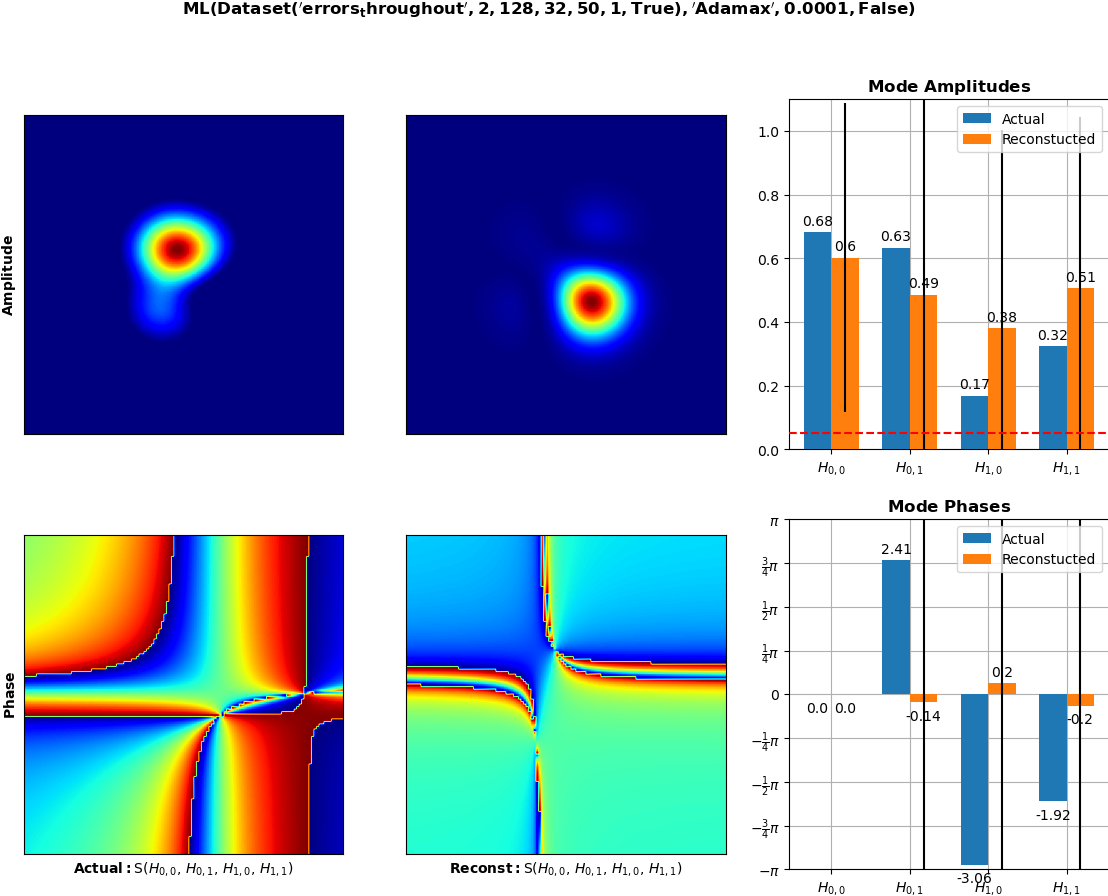 ML(Dataset('errors_throughout', 2, 128, 32, 50, 1, True), 'Adamax', 0.0001, False)
Amplitude
Mode Amplitudes
Actual
Reconstucted
1.0
0.8
0.6
0.4
0.2
0.0
0.68
0.6
0.63
0.49
0.17
0.38
0.32
0.51
H0,0
H0,1
H1,0
H1,1
Phase
Actual: S(H0,0, H0,1, H1,0, H1,1)
Reconst: S(H0,0, H0,1, H1,0, H1,1)
Mode Phases
Actual
Reconstucted
π
3/4π
1/2π
1/4π
0
−1/4π
−1/2π
−3/4π
−π
0.0
0.0
2.41
-0.14
-3.06
0.2
-1.92
-0.2
H0,0
H0,1
H1,0
H1,1